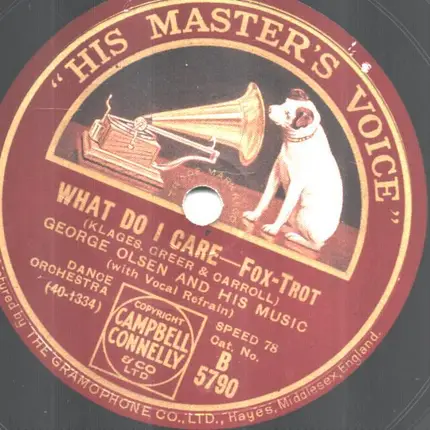 "HIS MASTER'S VOICE"
TRADE MARK
WHAT DO I CARE—FOX-TROT
(KLAGES, GREER & CARROLL)
GEORGE OLSEN AND HIS MUSIC
(with Vocal Refrain)
DANCE
ORCHESTRA
(40-1334)
COPYRIGHT
CAMPBELL
CONNELLY
& CO
LTD
SPEED 78
Cat. No.
B
5790
THE GRAMOPHONE CO., LTD., Hayes, Middlesex, England.